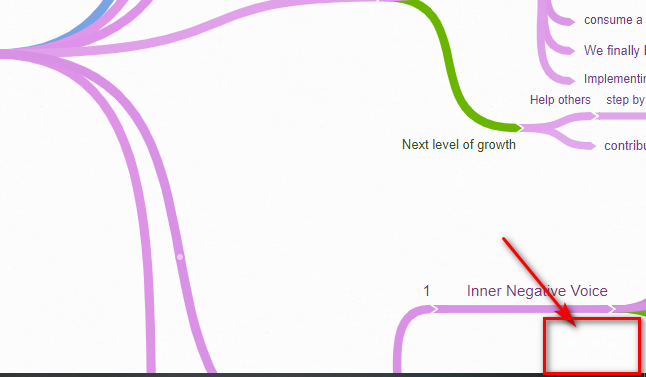 consume a
We finally
Implementin
Help others step by
Next level of growth
contribu
1 Inner Negative Voice